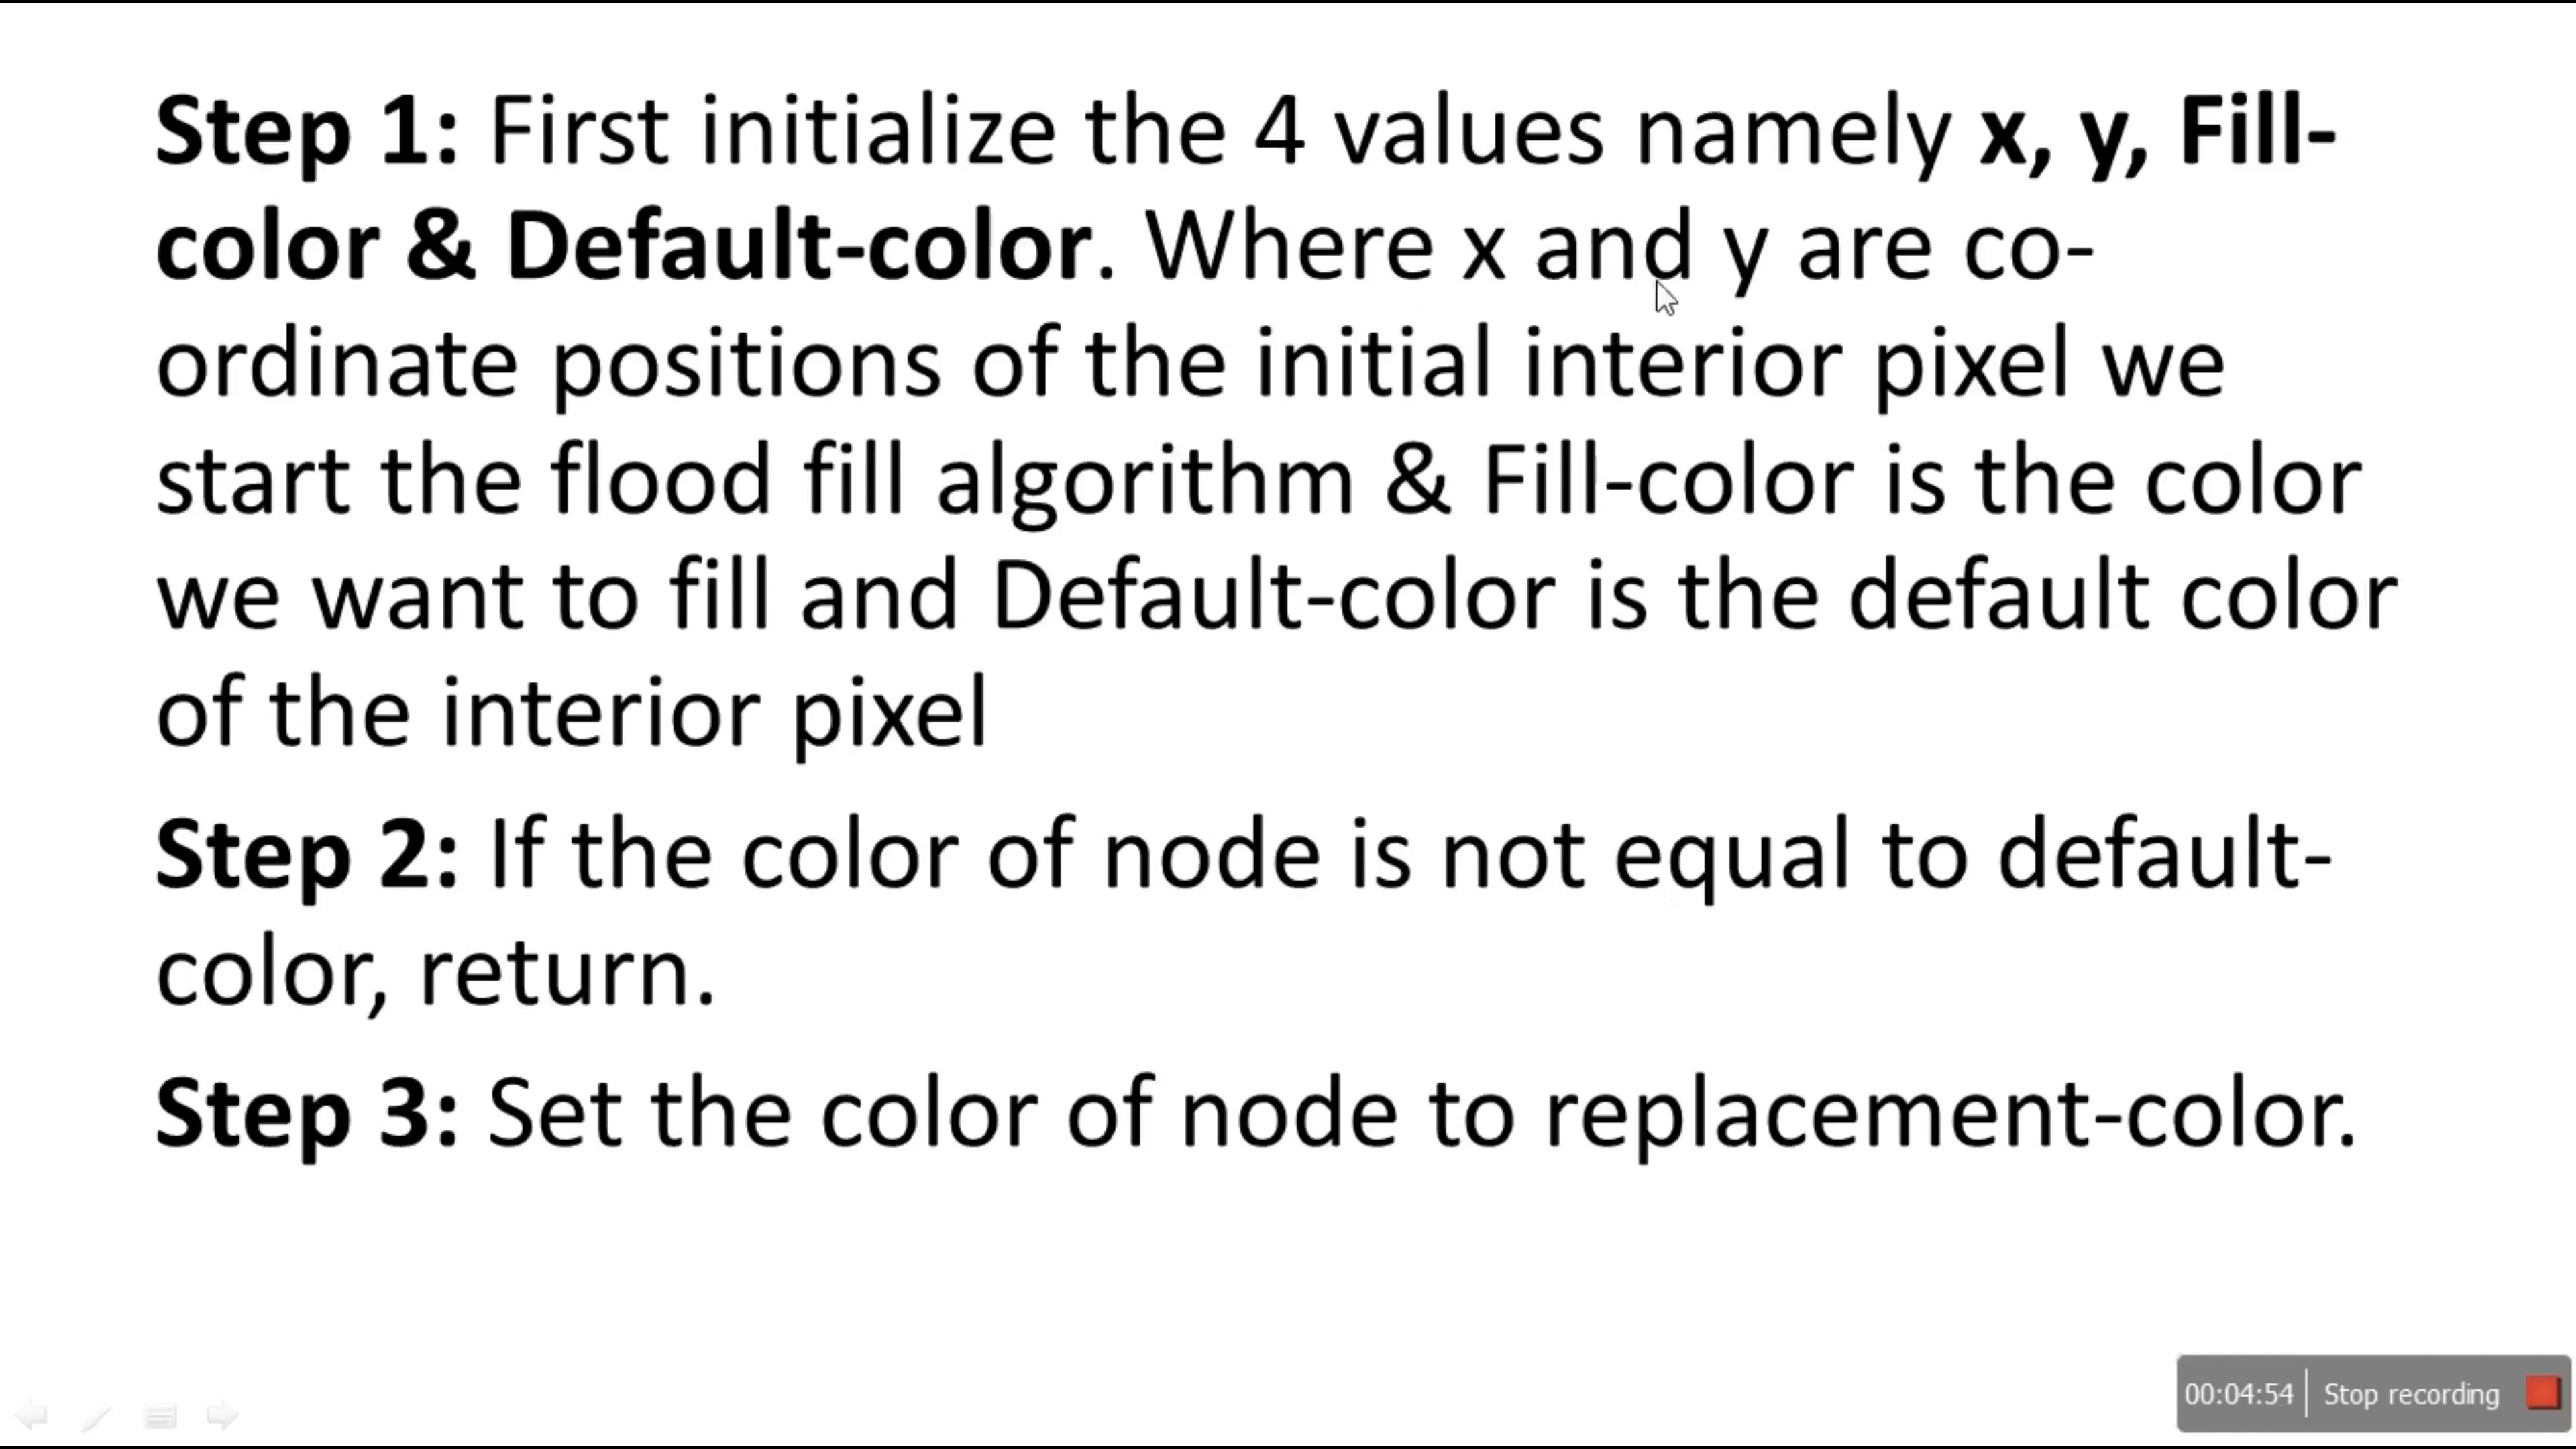 Step 1: First initialize the 4 values namely x, y, Fill-
color & Default-color. Where x and y are co-
ordinate positions of the initial interior pixel we
start the flood fill algorithm & Fill-color is the color
we want to fill and Default-color is the default color
of the interior pixel
Step 2: If the color of node is not equal to default-
color, return.
Step 3: Set the color of node to replacement-color.
00:04:54 Stop recording